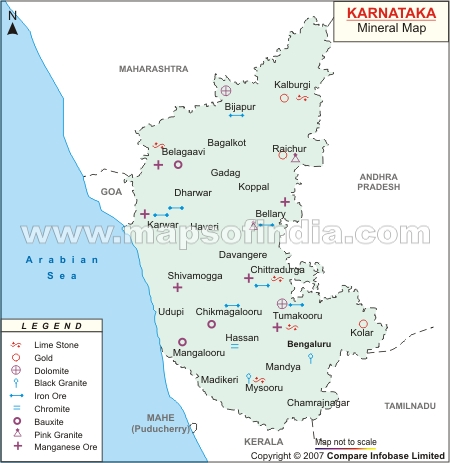 KARNATAKA
Mineral Map
N
MAHARASHTRA
Kalburgi
Bijapur
Bagalkot
Belagaavi
Raichur
Gadag
Koppal
GOA
ANDHRA
PRADESH
Dharwar
Bellary
Karwar
Haveri
www.mapsofindia.com
Arabian
Sea
Davangere
Shivamogga
Chittradurga
Udupi
Chikmagalooru
Tumakooru
Kolar
Hassan
Bengaluru
Mangalooru
Mandya
Madikeri
Mysooru
Chamrajnagar
TAMILNADU
MAHE
(Puducherry)
KERALA
LEGEND
Lime Stone
Gold
Dolomite
Black Granite
Iron Ore
Chromite
Bauxite
Pink Granite
Manganese Ore
Map not to scale
Copyright © 2007 Compare Infobase Limited